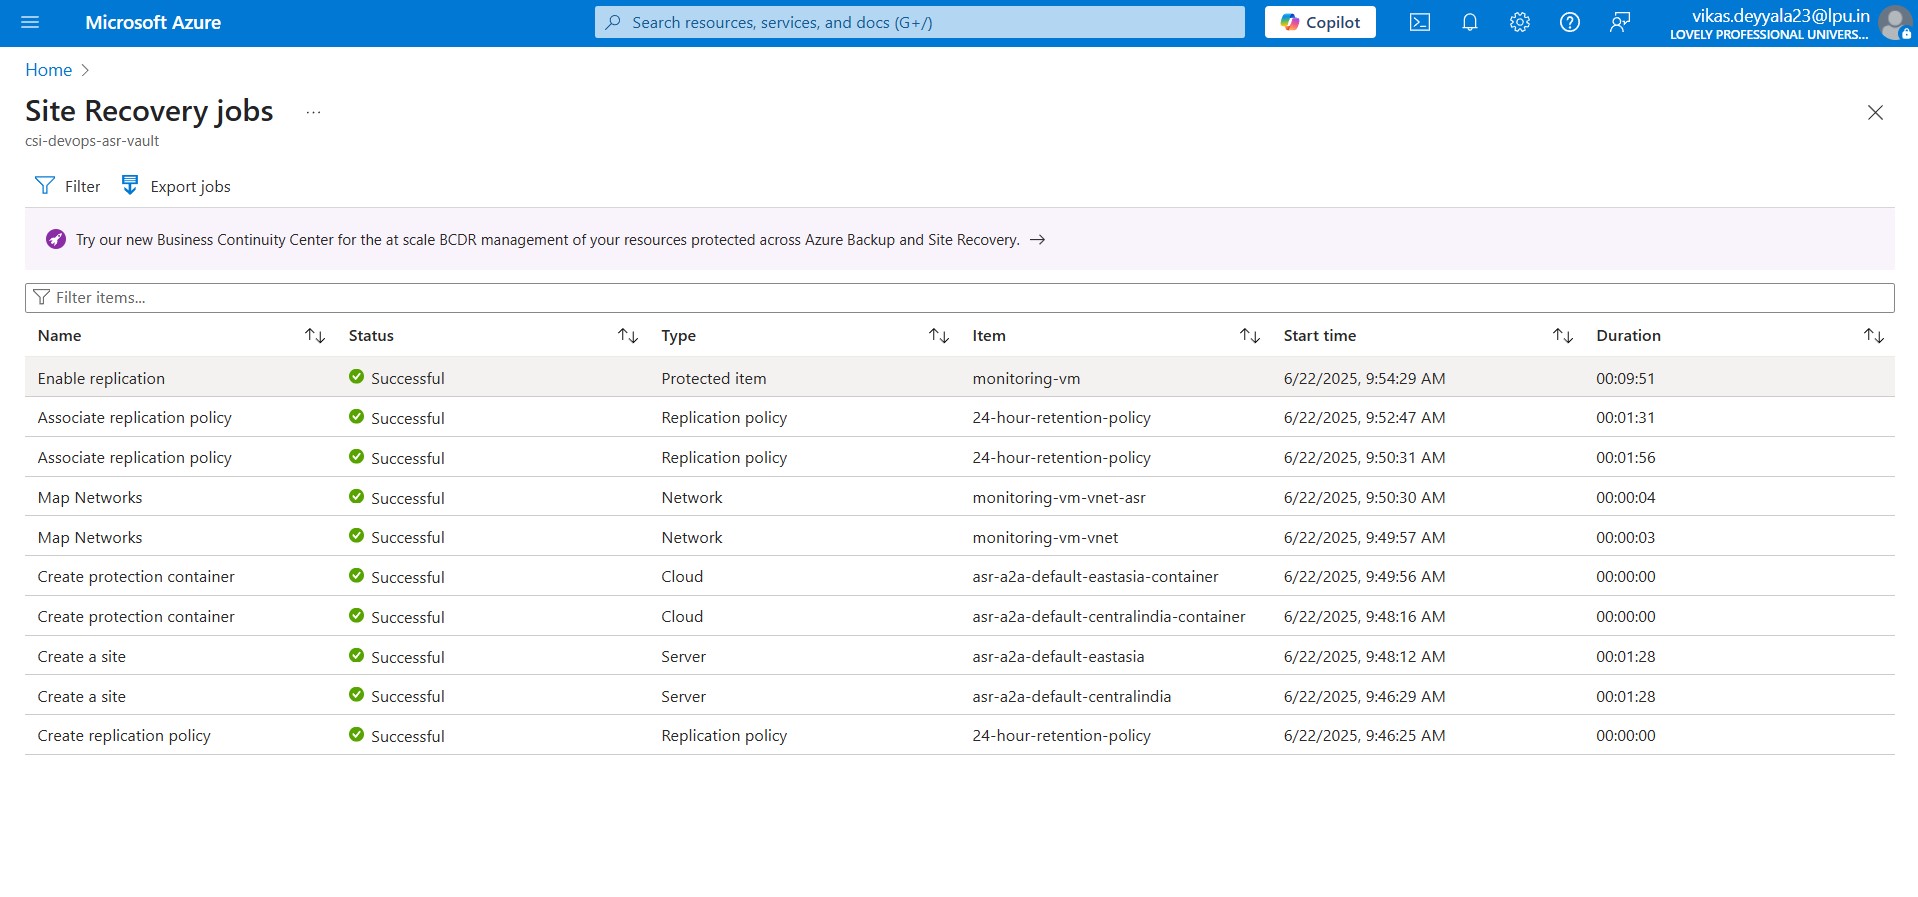 Microsoft Azure
Search resources, services, and docs (G+/)
Copilot
vikas.deyyala23@lpu.in
LOVELY PROFESSIONAL UNIVERS...
Home
Site Recovery jobs ...
csi-devops-asr-vault
Filter Export jobs
Try our new Business Continuity Center for the at scale BCDR management of your resources protected across Azure Backup and Site Recovery. →
Filter items...
Name Status Type Item Start time Duration
Enable replication Successful Protected item monitoring-vm 6/22/2025, 9:54:29 AM 00:09:51
Associate replication policy Successful Replication policy 24-hour-retention-policy 6/22/2025, 9:52:47 AM 00:01:31
Associate replication policy Successful Replication policy 24-hour-retention-policy 6/22/2025, 9:50:31 AM 00:01:56
Map Networks Successful Network monitoring-vm-vnet-asr 6/22/2025, 9:50:30 AM 00:00:04
Map Networks Successful Network monitoring-vm-vnet 6/22/2025, 9:49:57 AM 00:00:03
Create protection container Successful Cloud asr-a2a-default-eastasia-container 6/22/2025, 9:49:56 AM 00:00:00
Create protection container Successful Cloud asr-a2a-default-centralindia-container 6/22/2025, 9:48:16 AM 00:00:00
Create a site Successful Server asr-a2a-default-eastasia 6/22/2025, 9:48:12 AM 00:01:28
Create a site Successful Server asr-a2a-default-centralindia 6/22/2025, 9:46:29 AM 00:01:28
Create replication policy Successful Replication policy 24-hour-retention-policy 6/22/2025, 9:46:25 AM 00:00:00